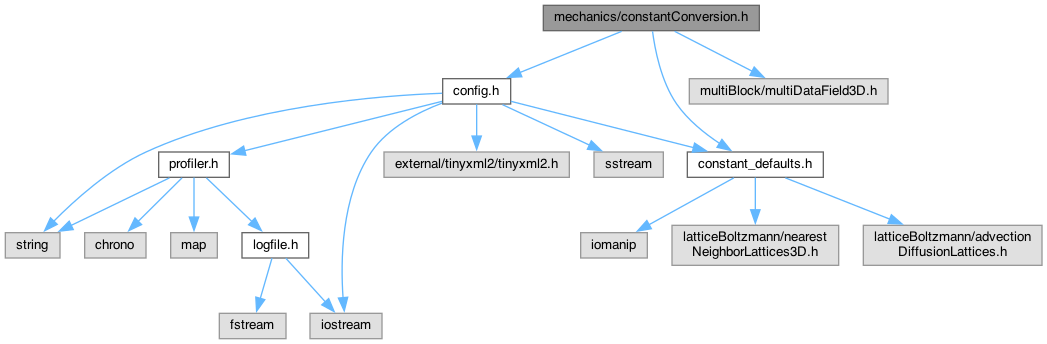 mechanics/constantConversion.h
config.h
multiBlock/multiDataField3D.h
profiler.h
external/tinyxml2/tinyxml2.h
sstream
constant_defaults.h
string
chrono
map
logfile.h
iomanip
latticeBoltzmann/nearest
NeighborLattices3D.h
latticeBoltzmann/advection
DiffusionLattices.h
fstream
iostream